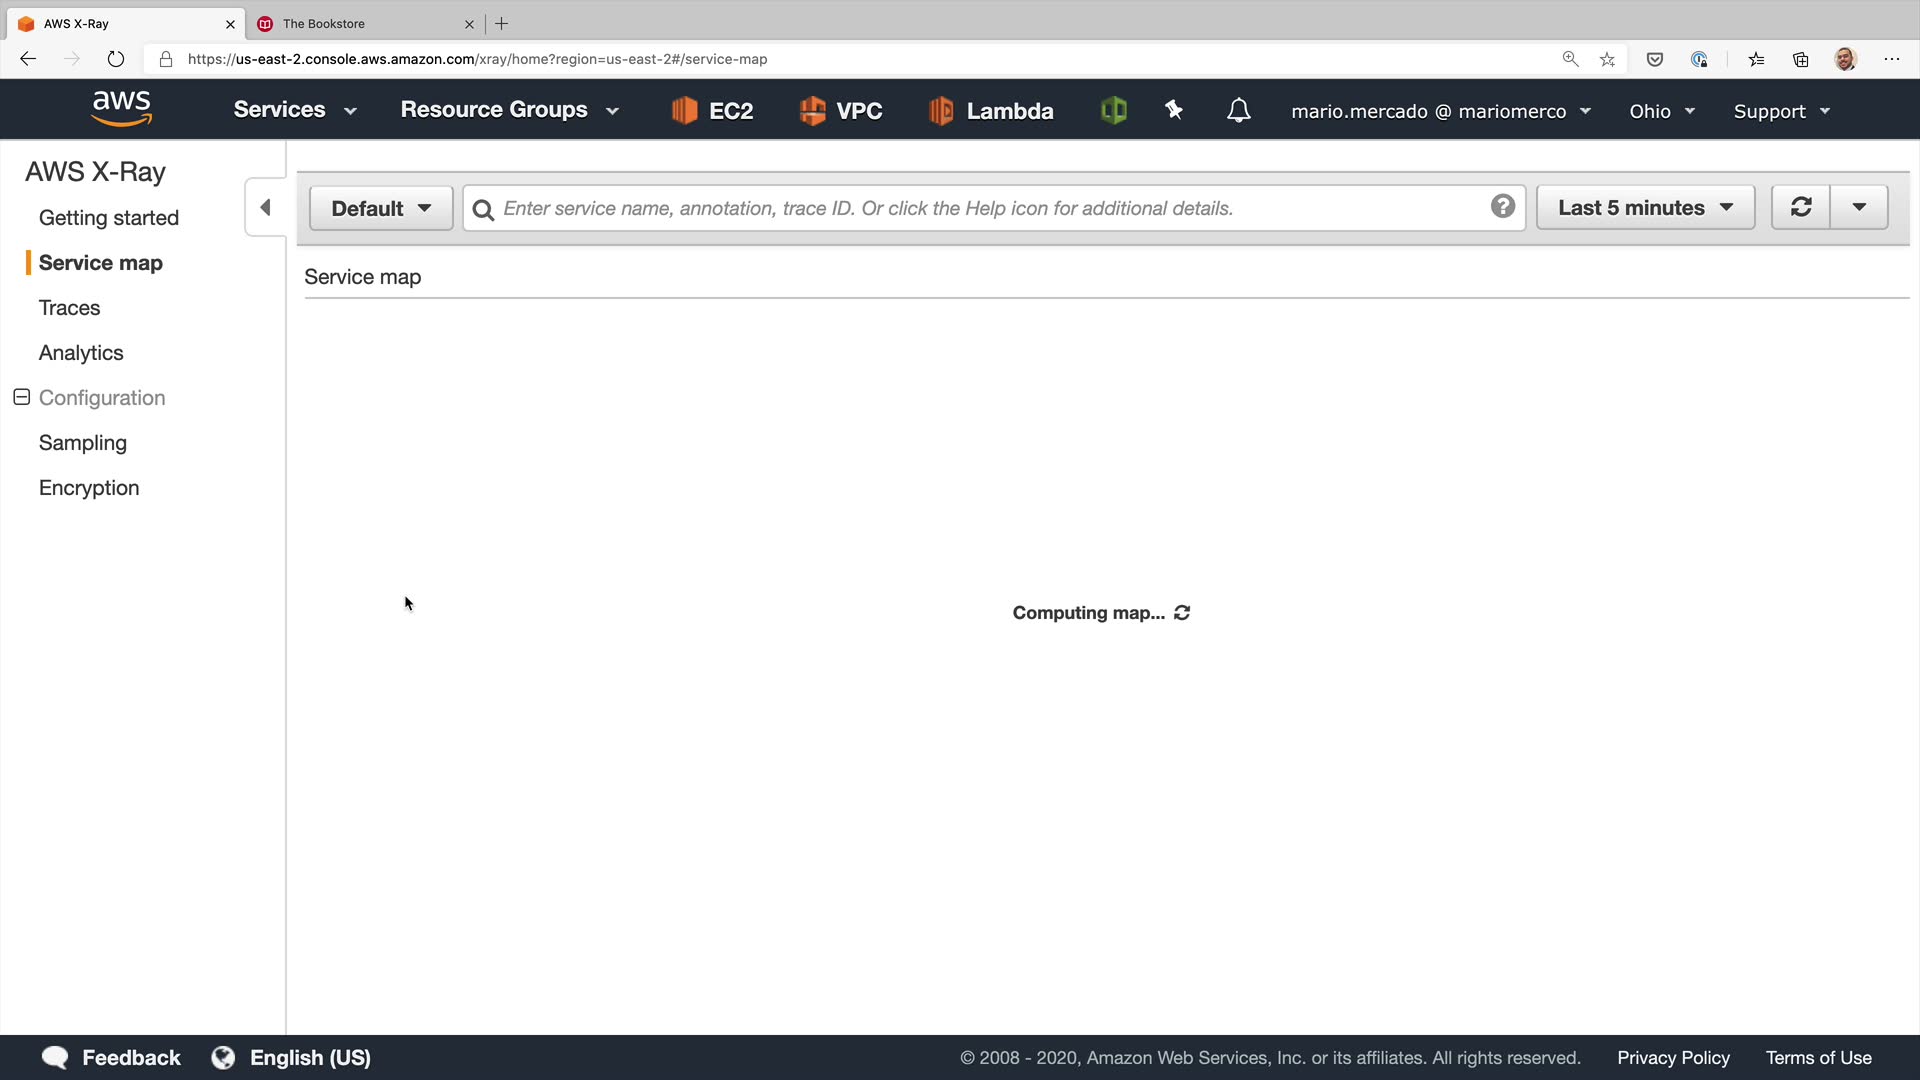 AWS X-Ray
The Bookstore
https://us-east-2.console.aws.amazon.com/xray/home?region=us-east-2#/service-map
aws Services Resource Groups EC2 VPC Lambda mario.mercado @ mariomerco Ohio Support
AWS X-Ray
Getting started
Service map
Traces
Analytics
Configuration
Sampling
Encryption
Default Enter service name, annotation, trace ID. Or click the Help icon for additional details. ? Last 5 minutes
Service map
Computing map...
Feedback English (US) © 2008 - 2020, Amazon Web Services, Inc. or its affiliates. All rights reserved. Privacy Policy Terms of Use